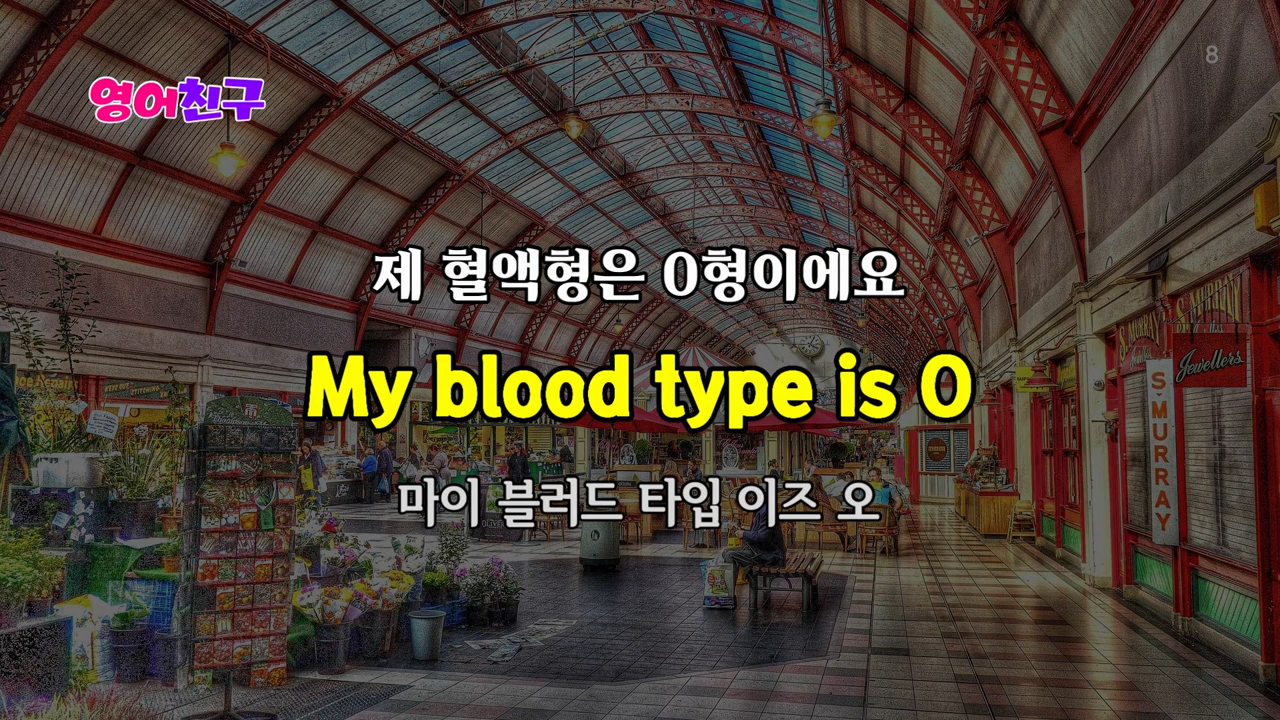 8
영어친구
제 혈액형은 O형이에요
My blood type is O
마이 블러드 타입 이즈 오
S. MURRAY
S. MURRAY
Jewellers
S. MURRAY